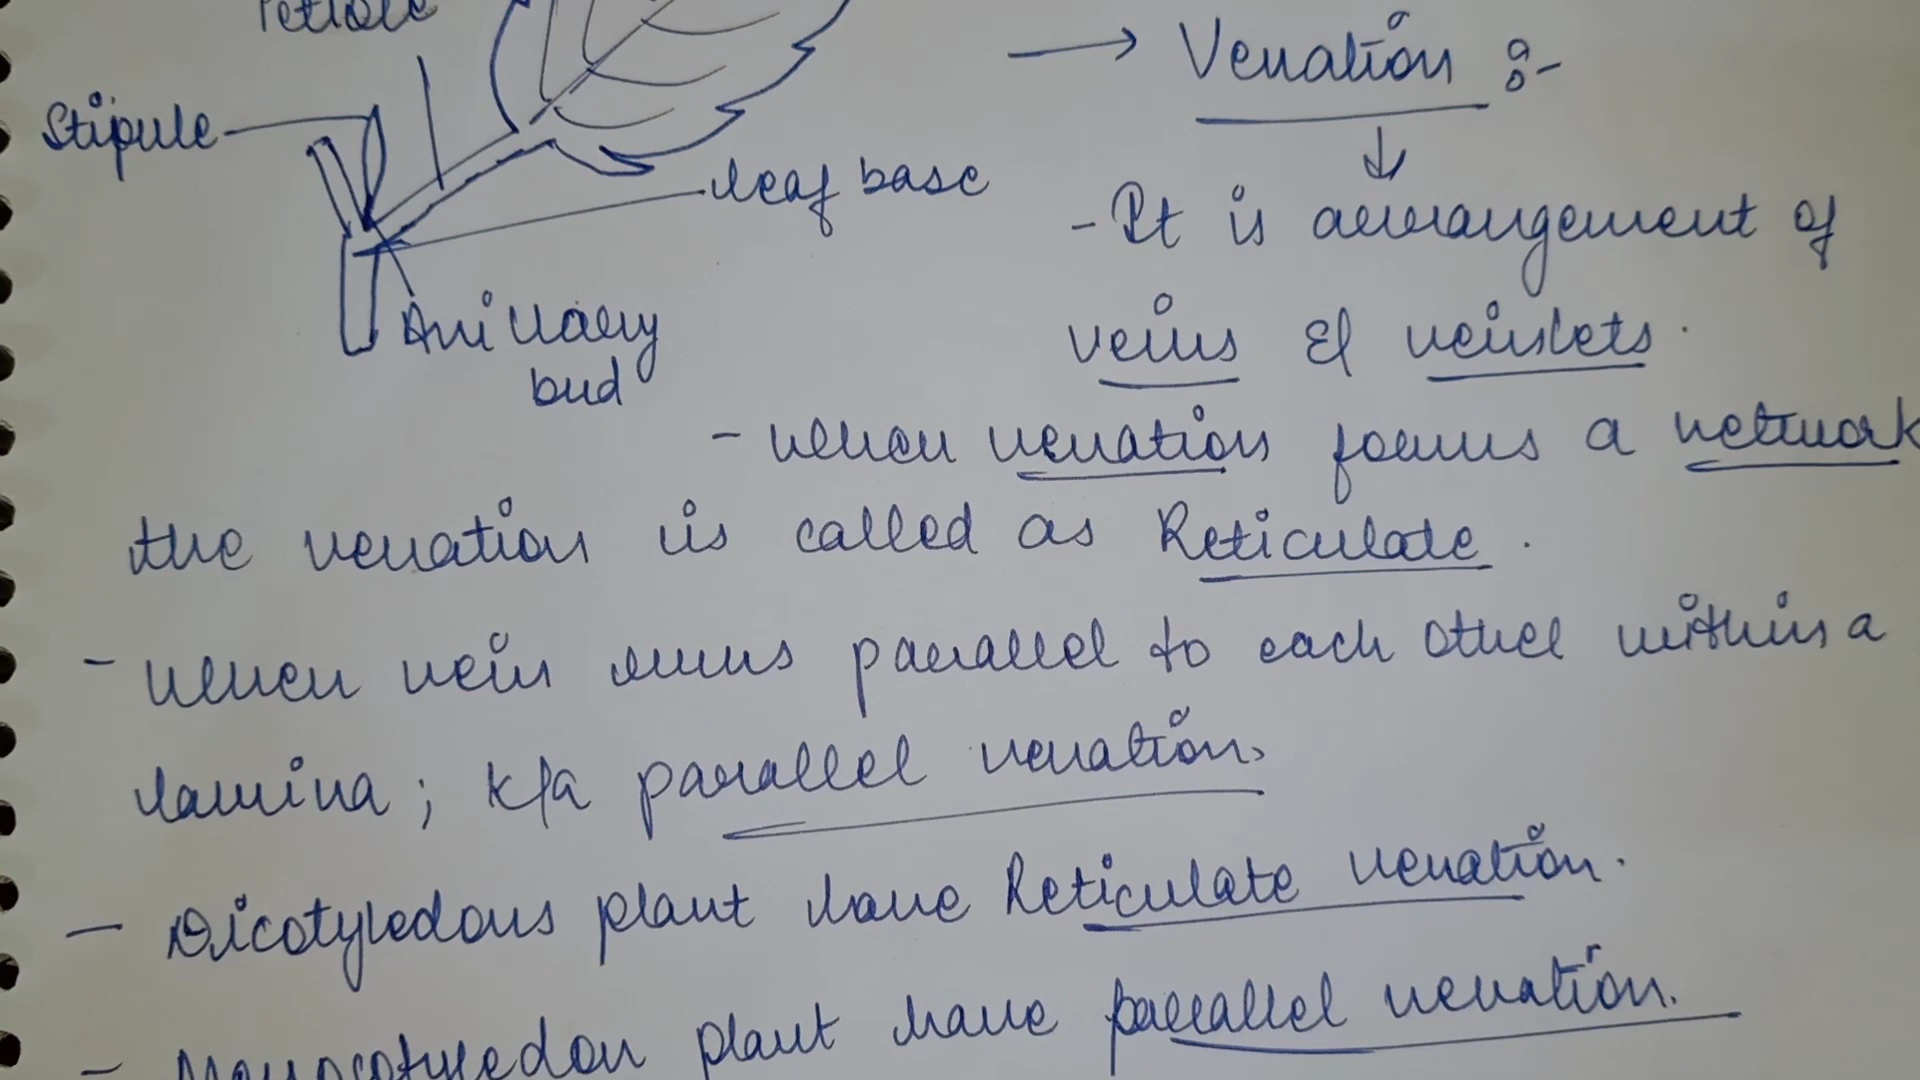 Petiole
Stipule
leaf base
Axillary
bud
→ Venation :-
- It is arrangement of
veins & veinlets.
- when venation forms a network
the venation is called as Reticulate.
- when vein runs parallel to each other within a
lamina; k/a parallel venation.
- Dicotyledons plant have Reticulate venation.
- Monocotyledon plant have parallel venation.